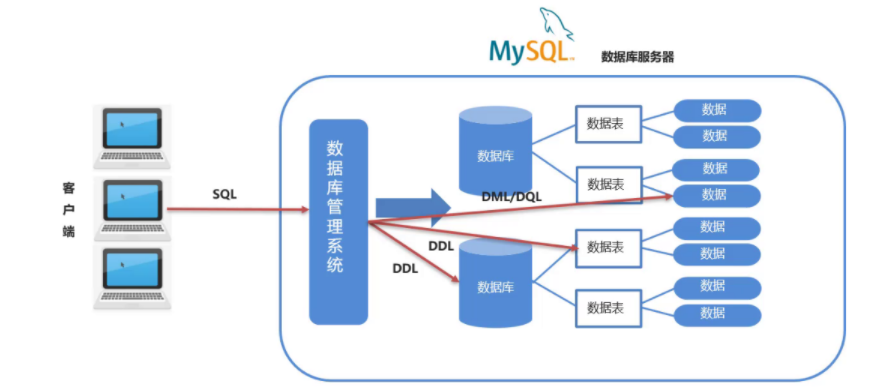 MySQL
数据库服务器
客户端
SQL
数据库管理系统
数据库
数据表
数据
数据
数据表
数据
数据
DML/DQL
DDL
DDL
数据库
数据表
数据
数据
数据表
数据
数据